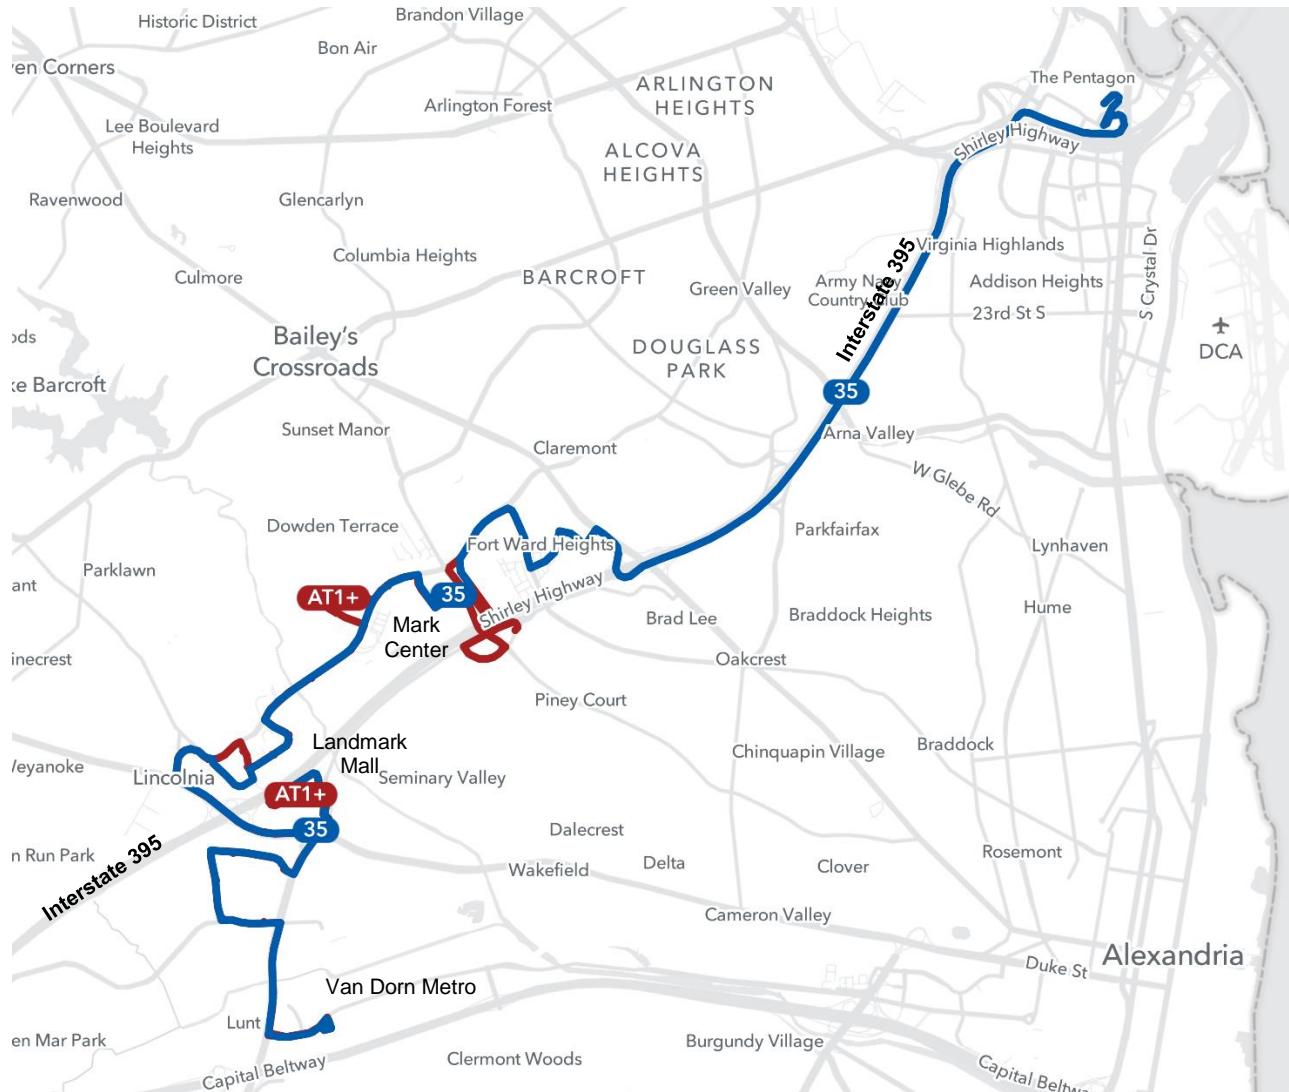 Brandon Village
Historic District
Bon Air
The Pentagon
ARLINGTON
HEIGHTS
Arlington Forest
Lee Boulevard
Heights
Shirley Highway
ALCOVA
HEIGHTS
Ravenwood
Glencarlyn
S Crystal Dr
Virginia Highlands
Columbia Heights
Interstate 395
Culmore
BARCROFT
Green Valley
Army Navy
Country Club
Addison Heights
23rd St S
Bailey's
Crossroads
DOUGLASS
PARK
DCA
ke Barcroft
35
Sunset Manor
Arna Valley
Claremont
W Glebe Rd
Dowden Terrace
Parkfairfax
Fort Ward Heights
Lynhaven
Parklawn
AT1+
35
Shirley Highway
Mark
Center
Brad Lee
Braddock Heights
Hume
inecrest
Oakcrest
Piney Court
Landmark
Mall
Chinquapin Village
Braddock
Weyanoke
Lincolnia
Seminary Valley
AT1+
35
Dalecrest
n Run Park
Interstate 395
Wakefield
Delta
Clover
Rosemont
Cameron Valley
Alexandria
Duke St
Van Dorn Metro
Lunt
en Mar Park
Capital Beltway
Clermont Woods
Burgundy Village
Capital Beltwa
ven Corners
ods
ant